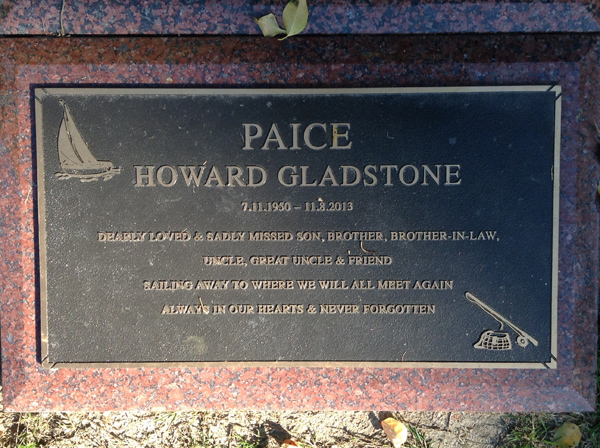 PAICE
HOWARD GLADSTONE
7.11.1950 – 11.8.2013
DEARLY LOVED & SADLY MISSED SON, BROTHER, BROTHER-IN-LAW,
UNCLE, GREAT UNCLE & FRIEND
SAILING AWAY TO WHERE WE WILL ALL MEET AGAIN
ALWAYS IN OUR HEARTS & NEVER FORGOTTEN